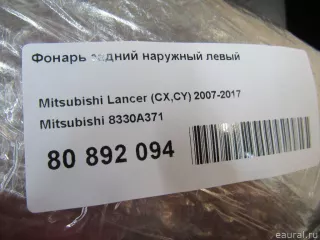 Фонарь задний наружный левый
Mitsubishi Lancer (CX,CY) 2007-2017
Mitsubishi 8330A371
80 892 094
eaural.ru